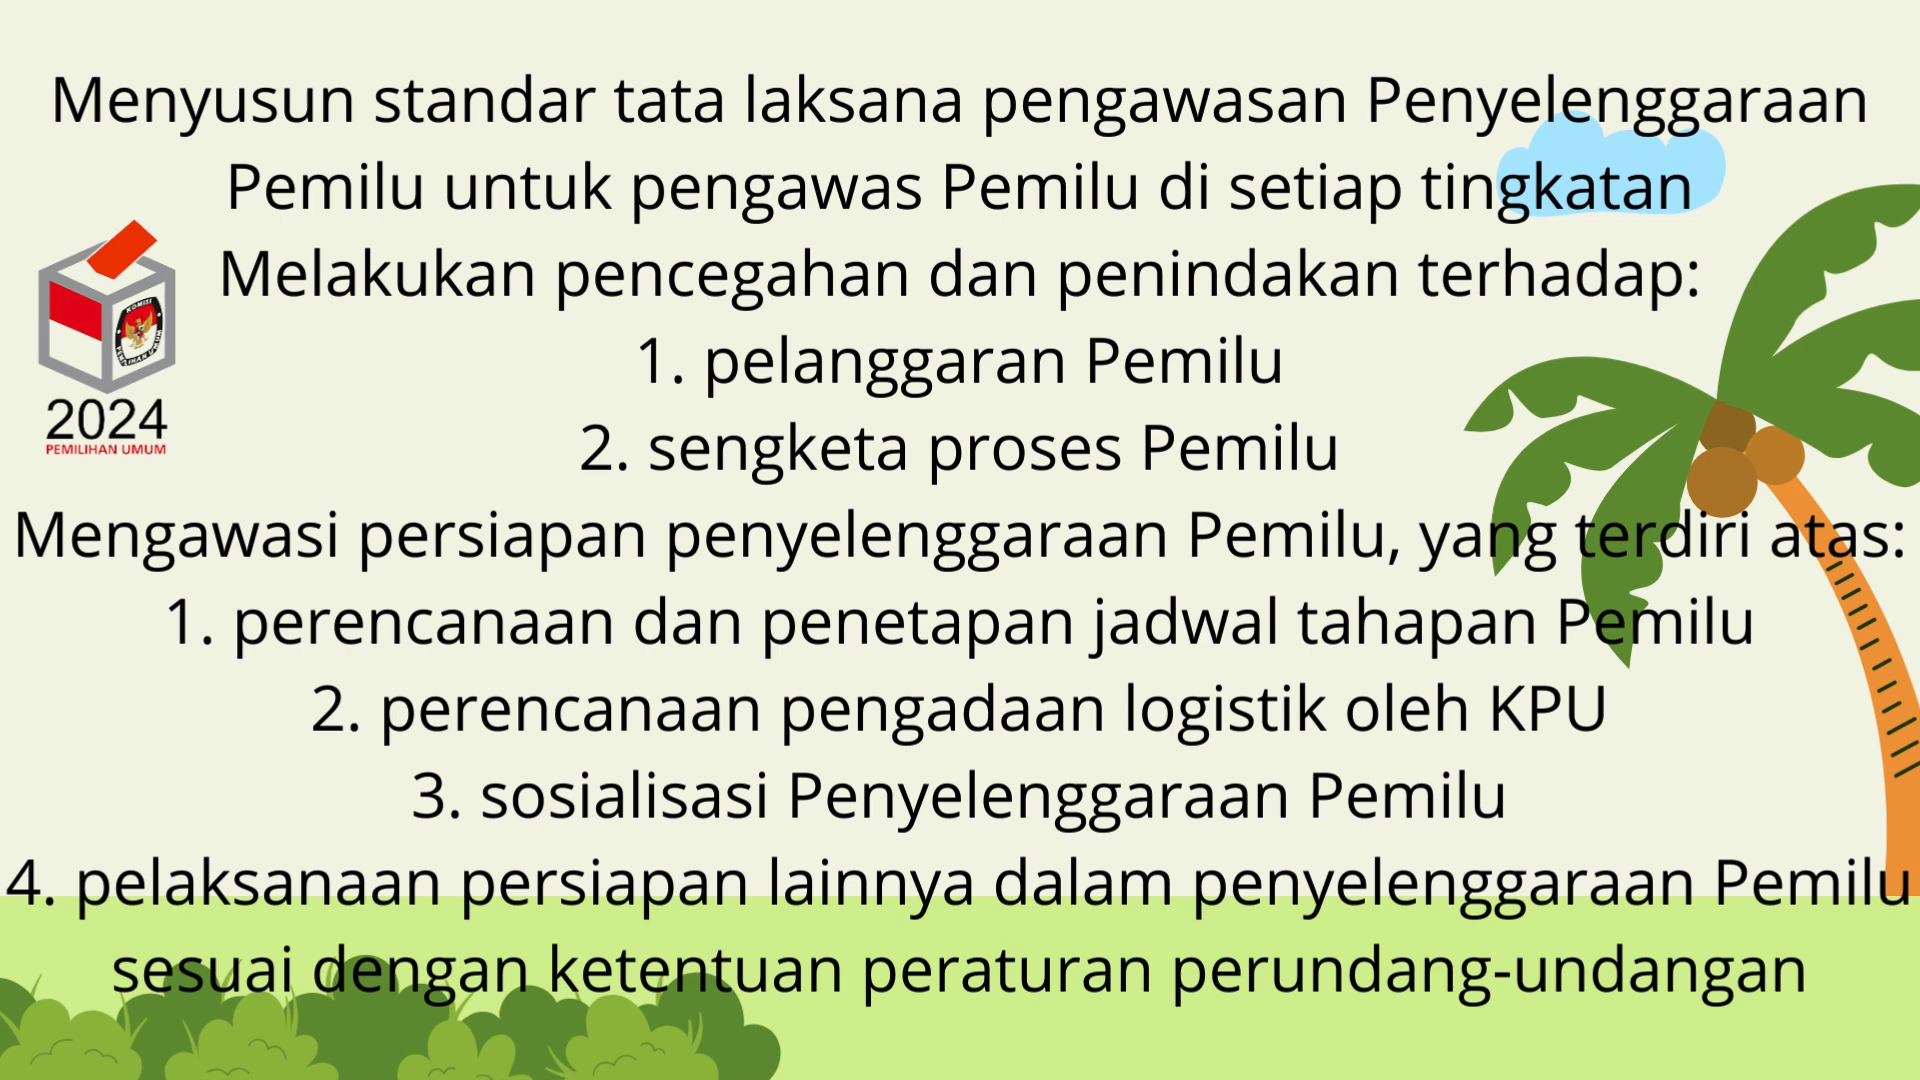 Menyusun standar tata laksana pengawasan Penyelenggaraan
Pemilu untuk pengawas Pemilu di setiap tingkatan
Melakukan pencegahan dan penindakan terhadap:
1. pelanggaran Pemilu
2. sengketa proses Pemilu
Mengawasi persiapan penyelenggaraan Pemilu, yang terdiri atas:
1. perencanaan dan penetapan jadwal tahapan Pemilu
2. perencanaan pengadaan logistik oleh KPU
3. sosialisasi Penyelenggaraan Pemilu
4. pelaksanaan persiapan lainnya dalam penyelenggaraan Pemilu
sesuai dengan ketentuan peraturan perundang-undangan
KOMISI
PEMILIHAN UMUM
2024
PEMILIHAN UMUM